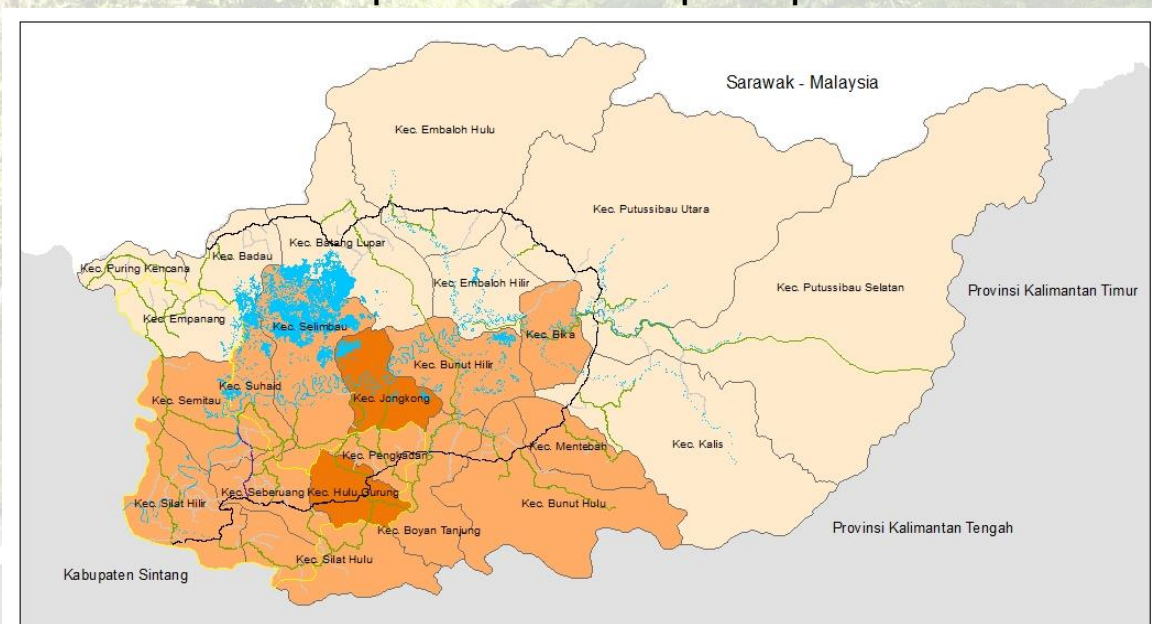 Sarawak - Malaysia
Kec. Embaloh Hulu
Kec. Putussibau Utara
Kec. Batang Lupar
Kec. Badau
Kec. Puring Kencana
Kec. Embaloh Hilir
Kec. Putussibau Selatan
Provinsi Kalimantan Timur
Kec. Empanang
Kec. Selimbau
Kec. Bika
Kec. Bunut Hilir
Kec. Suhaid
Kec. Semitau
Kec. Jongkong
Kec. Mentebah
Kec. Kalis
Kec. Pengkadan
Kec. Seberuang
Kec. Hulu Gurung
Kec. Silat Hilir
Kec. Bunut Hulu
Kec. Boyan Tanjung
Provinsi Kalimantan Tengah
Kec. Silat Hulu
Kabupaten Sintang